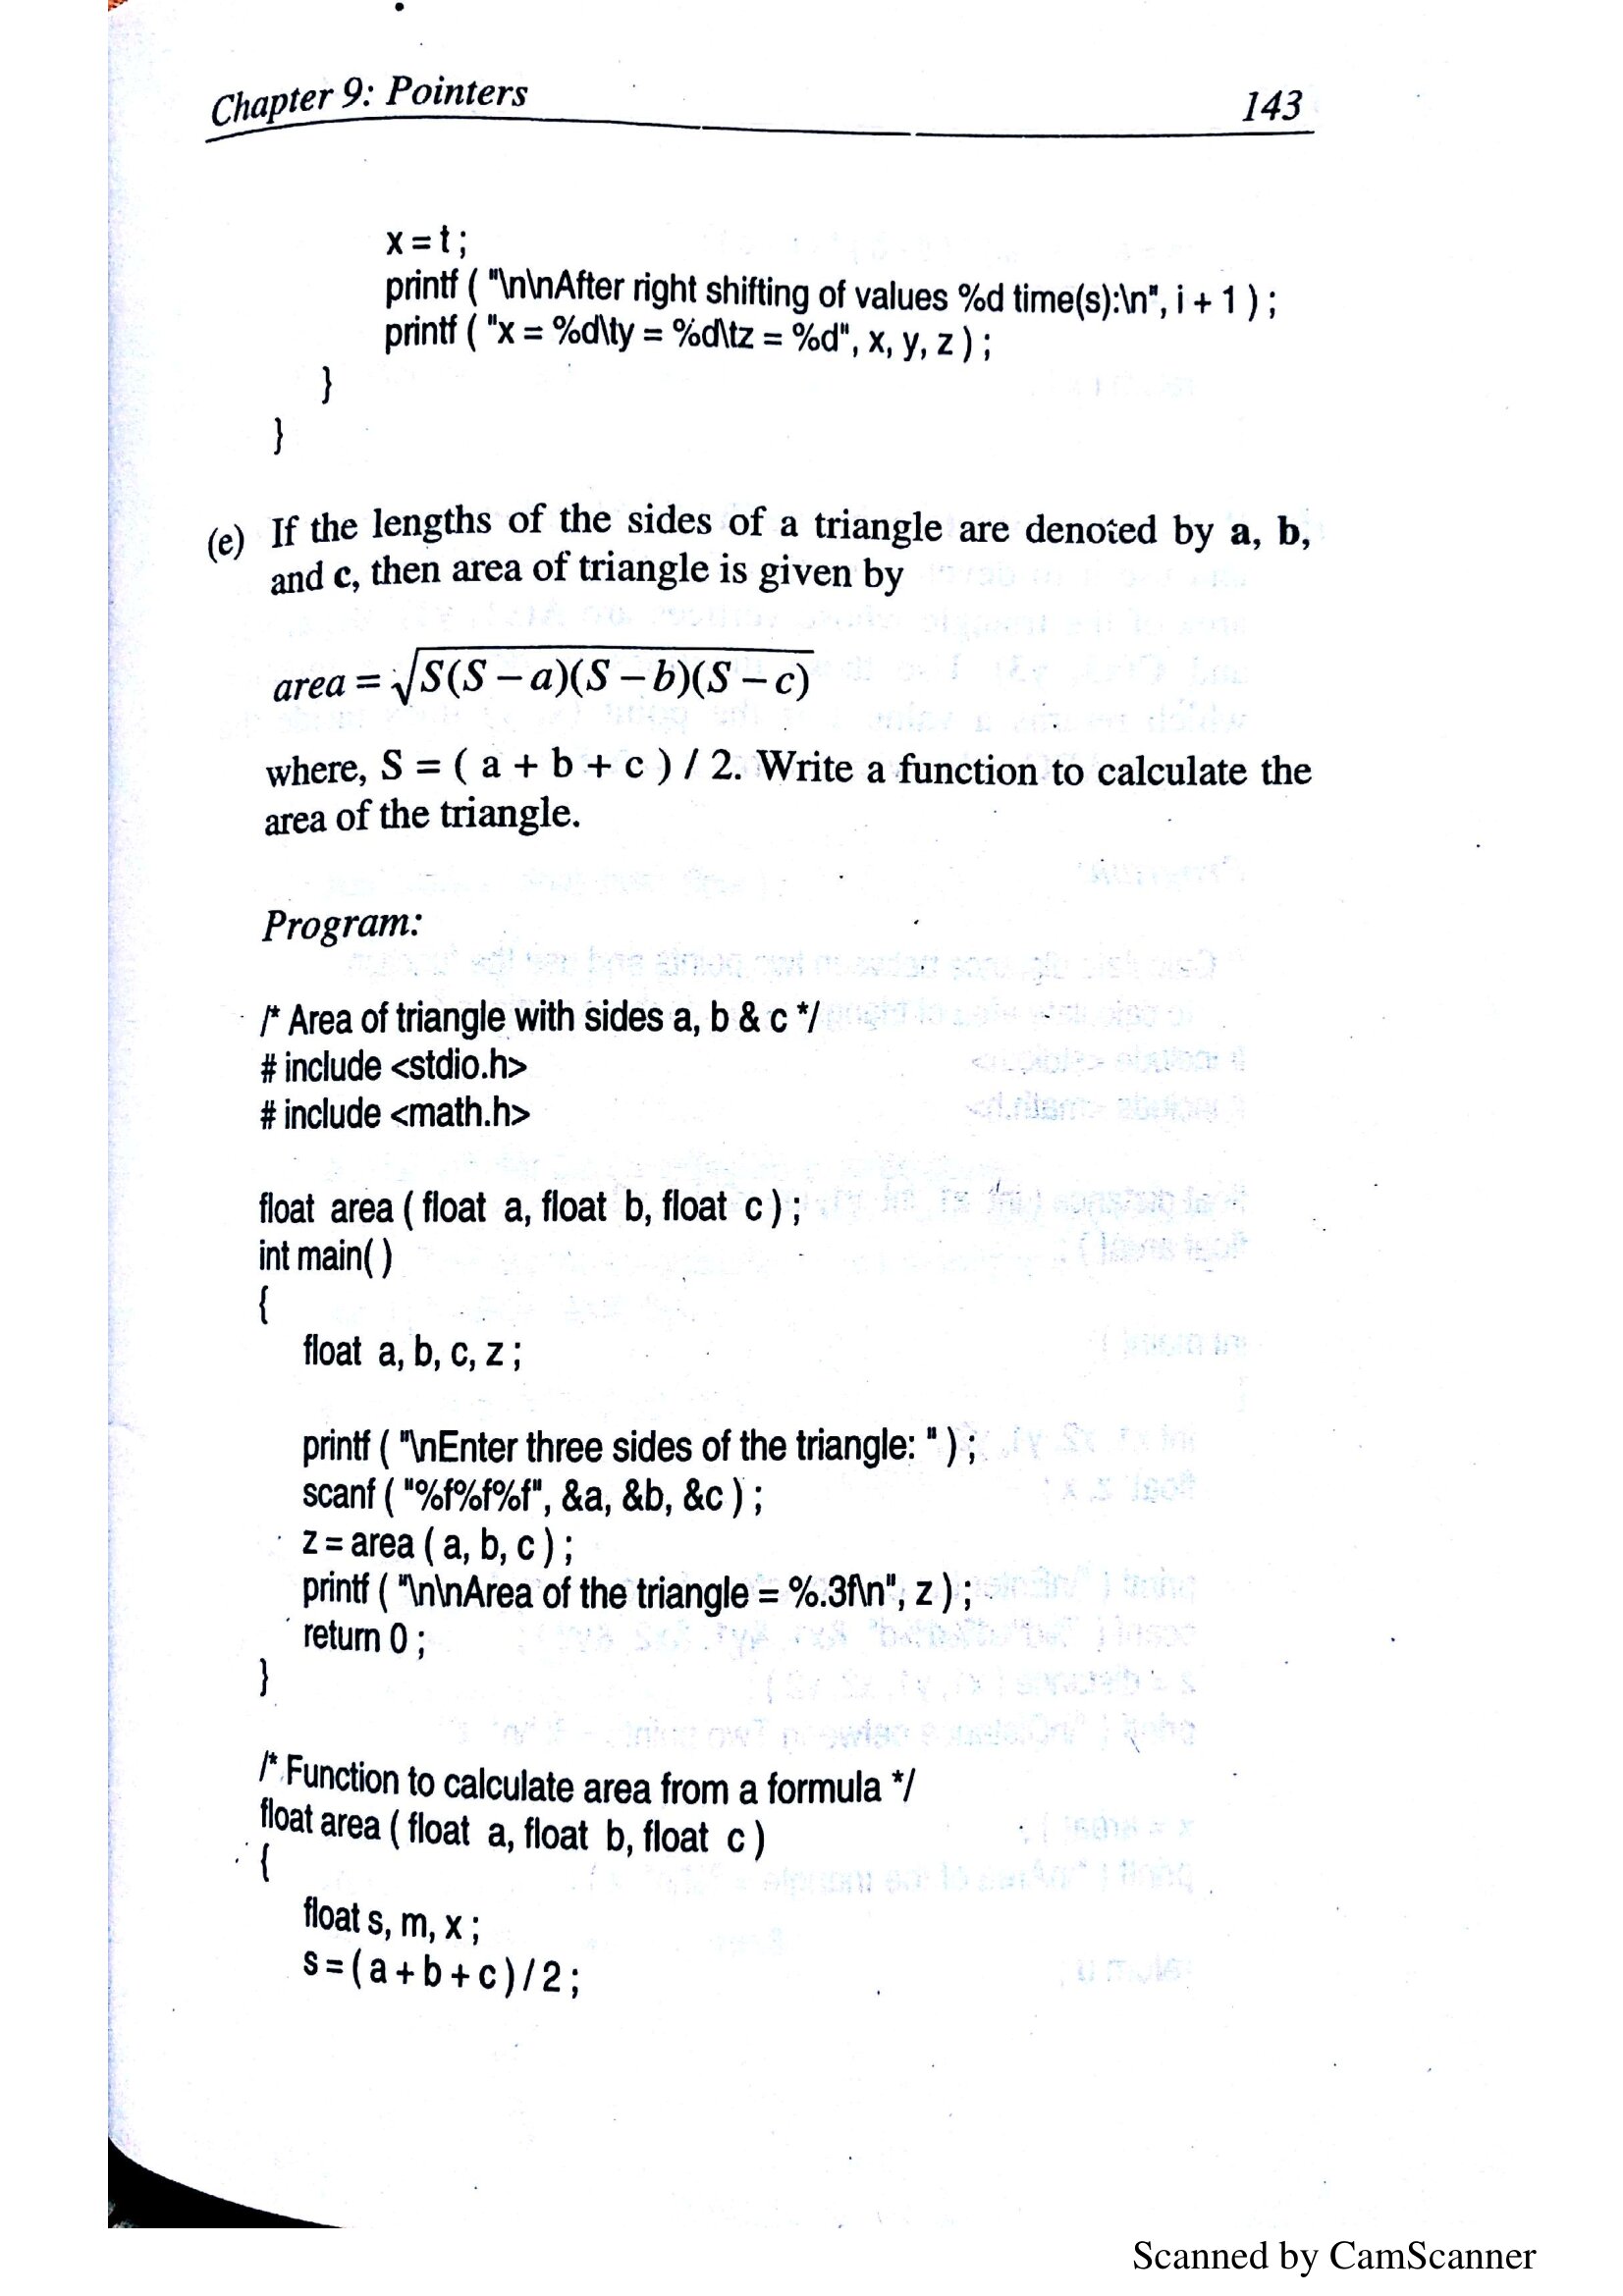 Chapter 9: Pointers 143
x = t ;
printf ( "\n\nAfter right shifting of values %d time(s):\n", i + 1 ) ;
printf ( "x = %d\ty = %d\tz = %d", x, y, z ) ;
}
}
(e) If the lengths of the sides of a triangle are denoted by a, b,
and c, then area of triangle is given by
area = √S(S – a)(S – b)(S – c)
where, S = ( a + b + c ) / 2. Write a function to calculate the
area of the triangle.
Program:
/* Area of triangle with sides a, b & c */
# include <stdio.h>
# include <math.h>
float area ( float a, float b, float c ) ;
int main( )
{
float a, b, c, z ;
printf ( "\nEnter three sides of the triangle: " ) ;
scanf ( "%f%f%f", &a, &b, &c ) ;
z = area ( a, b, c ) ;
printf ( "\n\nArea of the triangle = %.3f\n", z ) ;
return 0 ;
}
/* Function to calculate area from a formula */
float area ( float a, float b, float c )
{
float s, m, x ;
s = ( a + b + c ) / 2 ;
Scanned by CamScanner